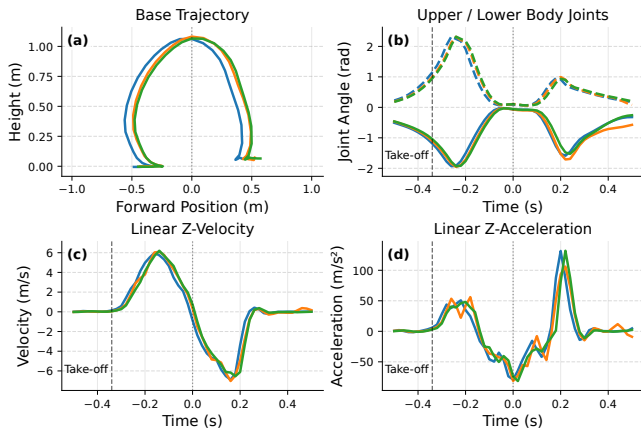 Base Trajectory
(a)
1.00
0.75
0.50
0.25
0.00
Height (m)
−1.0
−0.5
0.0
0.5
1.0
Forward Position (m)
Upper / Lower Body Joints
(b)
2
1
0
−1
−2
Joint Angle (rad)
Take-off
−0.4
−0.2
0.0
0.2
0.4
Time (s)
Linear Z-Velocity
(c)
6
4
2
0
−2
−4
−6
Velocity (m/s)
Take-off
−0.4
−0.2
0.0
0.2
0.4
Time (s)
Linear Z-Acceleration
(d)
100
50
0
−50
Acceleration (m/s²)
Take-off
−0.4
−0.2
0.0
0.2
0.4
Time (s)